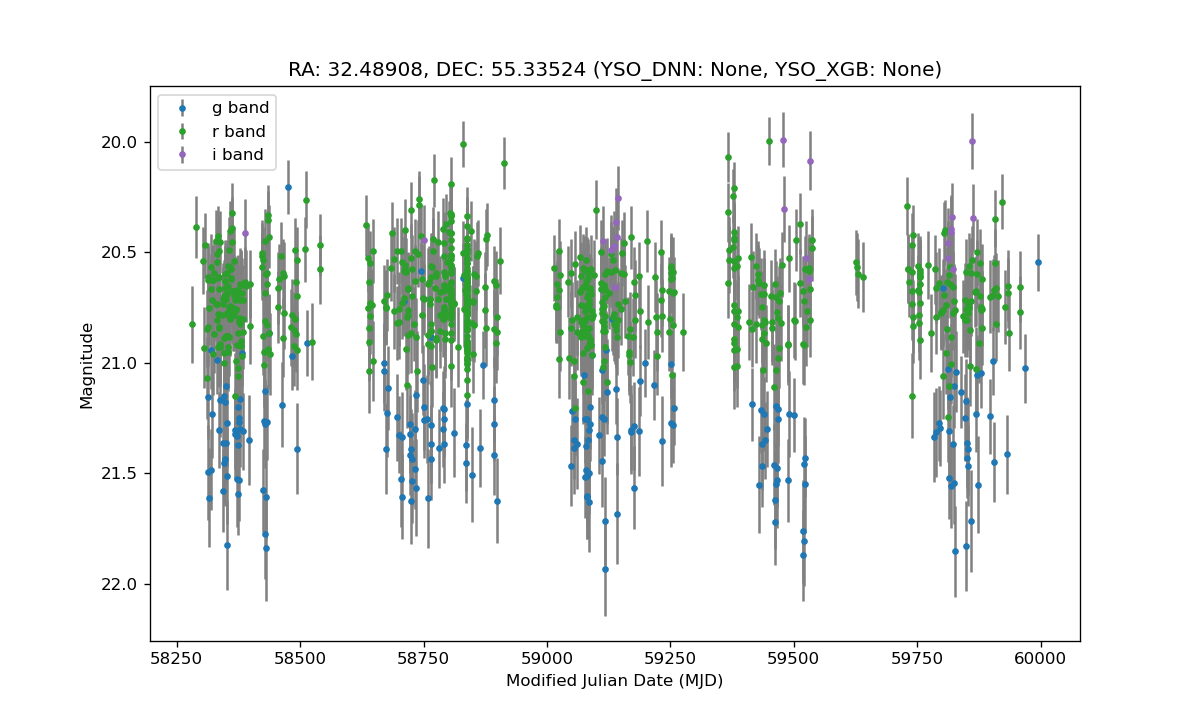 RA: 32.48908, DEC: 55.33524 (YSO_DNN: None, YSO_XGB: None)
g band
r band
i band
Magnitude
20.0
20.5
21.0
21.5
22.0
58250 58500 58750 59000 59250 59500 59750 60000
Modified Julian Date (MJD)